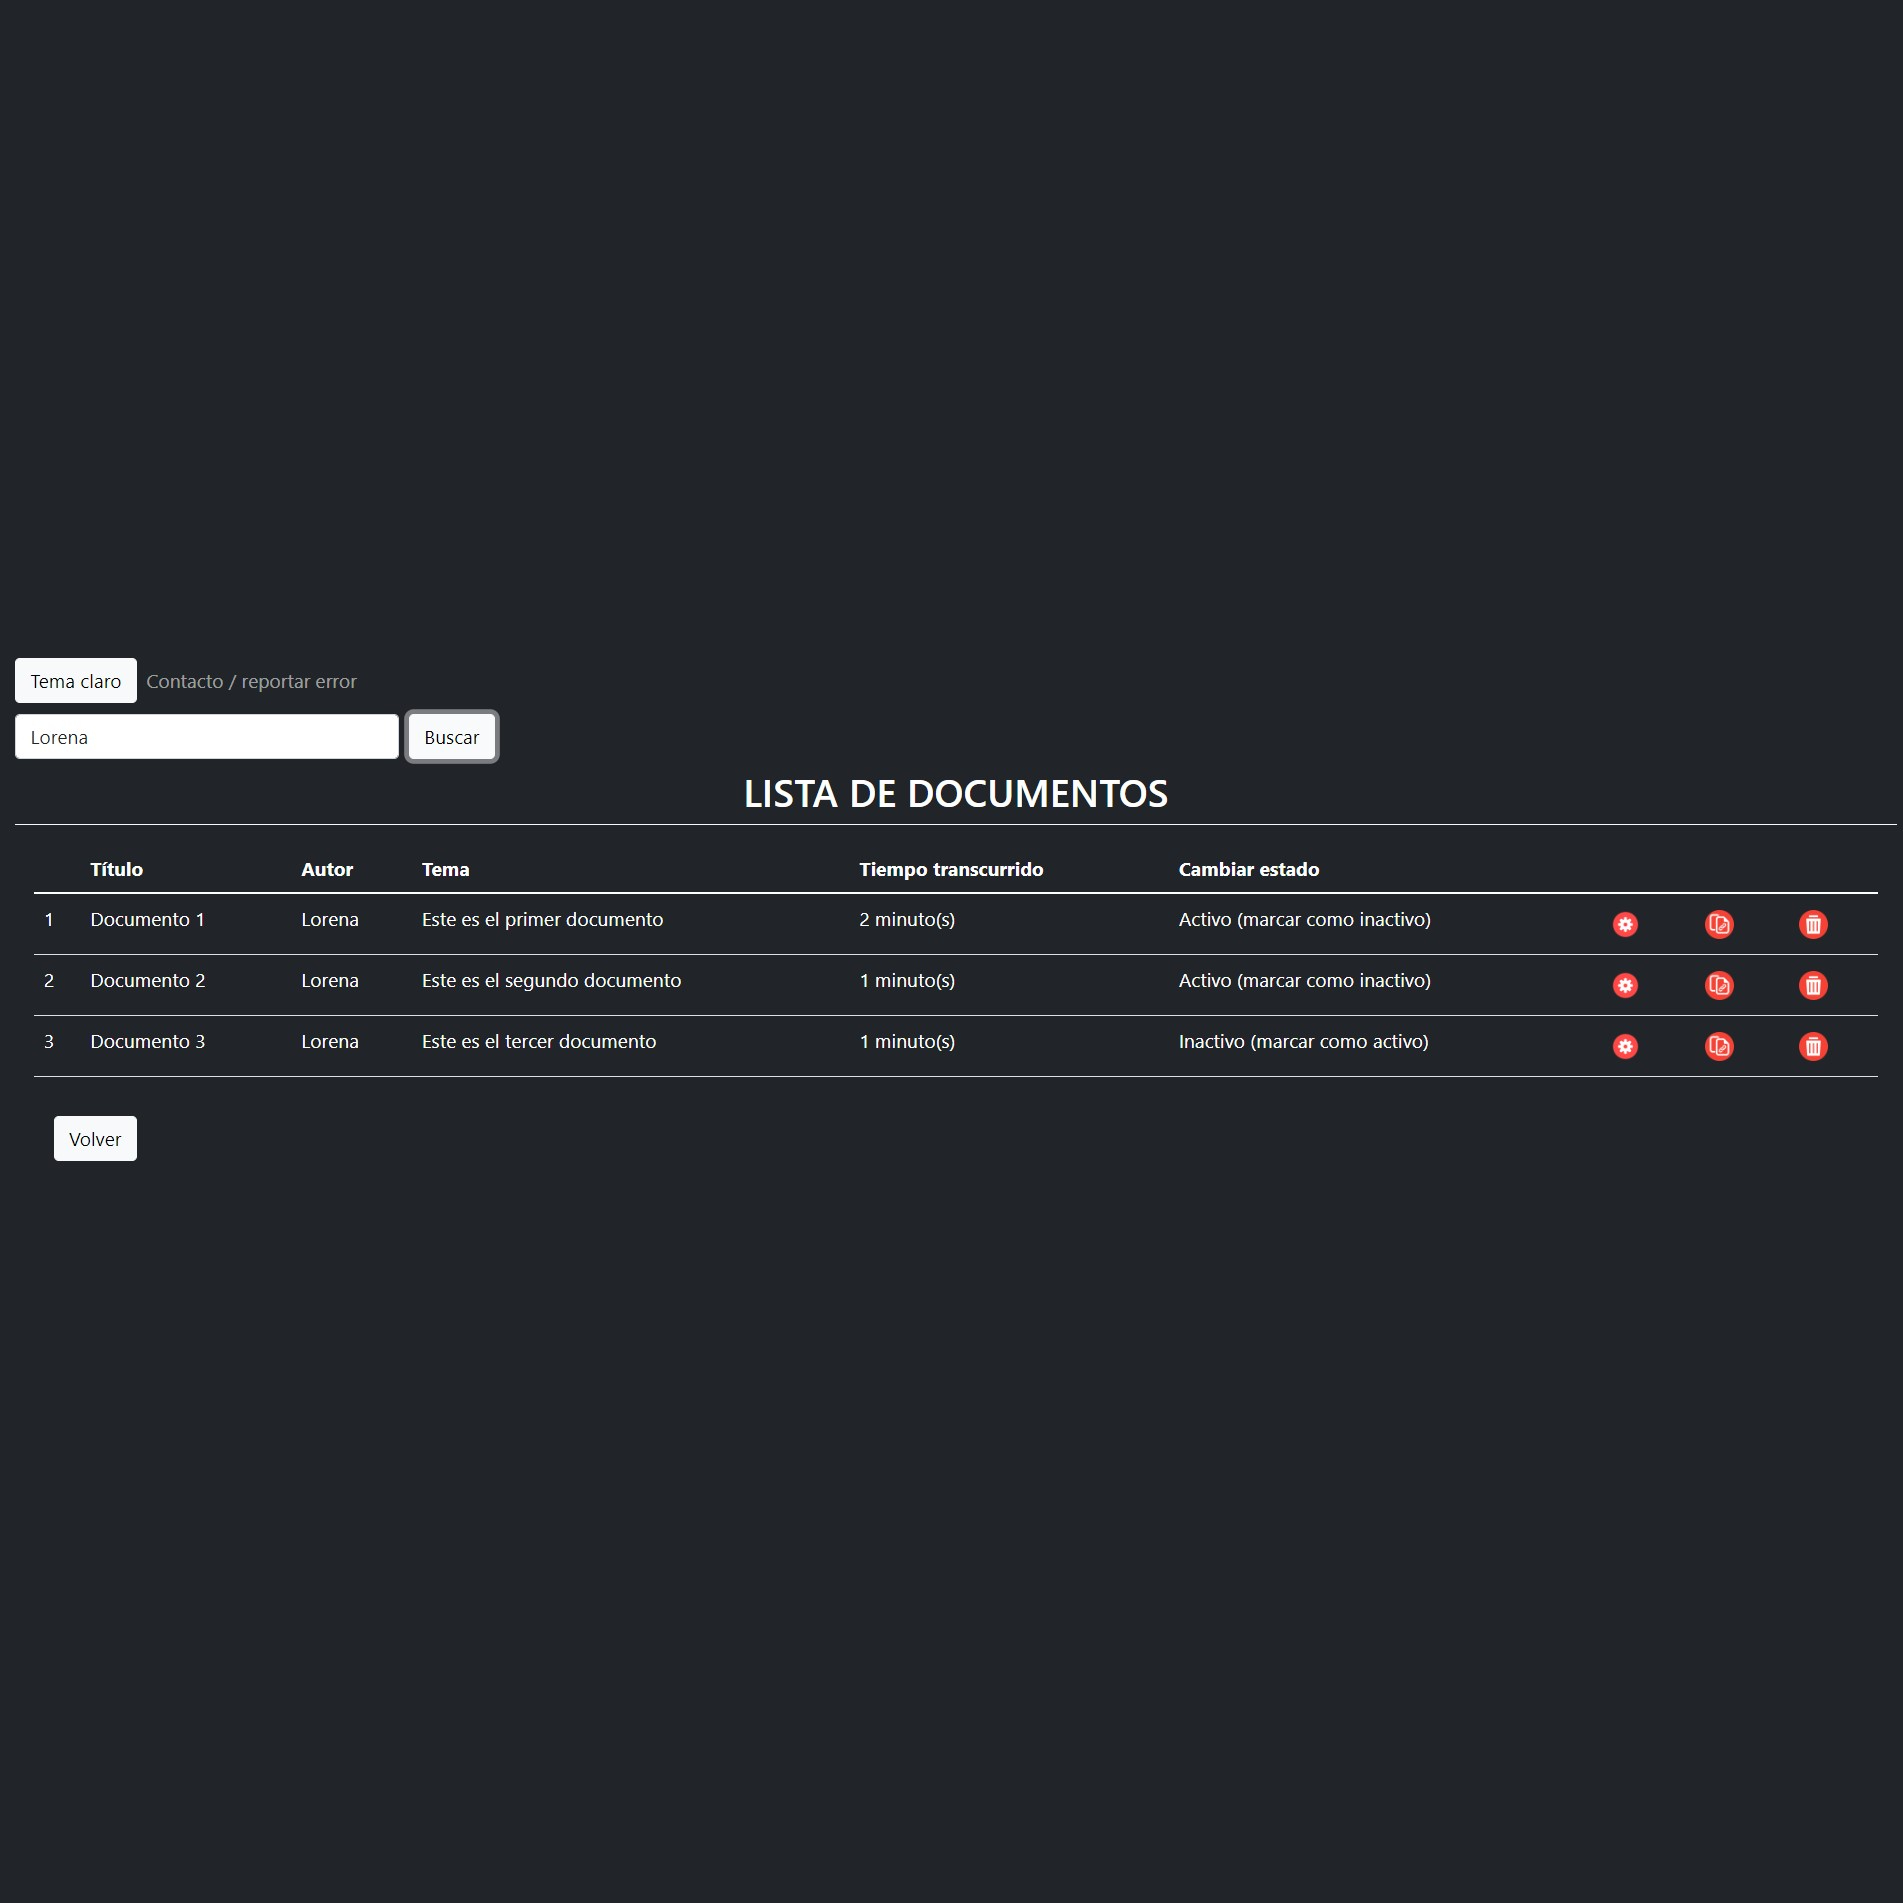 Tema claro Contacto / reportar error
Lorena Buscar
LISTA DE DOCUMENTOS
Título Autor Tema Tiempo transcurrido Cambiar estado
1 Documento 1 Lorena Este es el primer documento 2 minuto(s) Activo (marcar como inactivo)
2 Documento 2 Lorena Este es el segundo documento 1 minuto(s) Activo (marcar como inactivo)
3 Documento 3 Lorena Este es el tercer documento 1 minuto(s) Inactivo (marcar como activo)
Volver